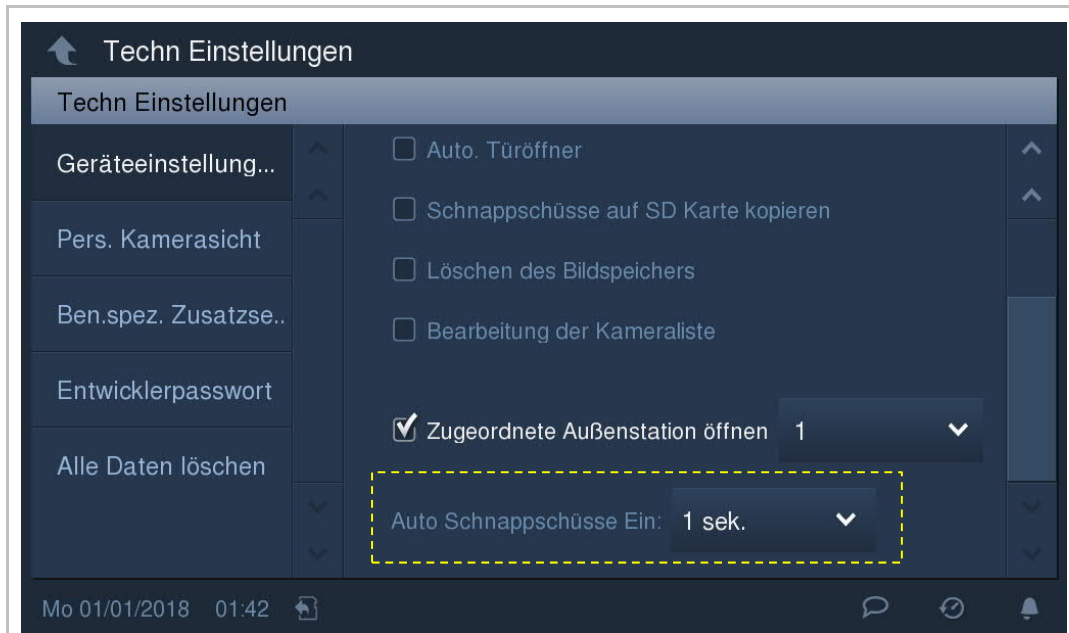 Techn Einstellungen
Techn Einstellungen
Geräteeinstellung...
Pers. Kamerasicht
Ben.spez. Zusatzse..
Entwicklerpasswort
Alle Daten löschen
Auto. Türöffner
Schnappschüsse auf SD Karte kopieren
Löschen des Bildspeichers
Bearbeitung der Kameraliste
Zugeordnete Außenstation öffnen 1
Auto Schnappschüsse Ein: 1 sek.
Mo 01/01/2018 01:42